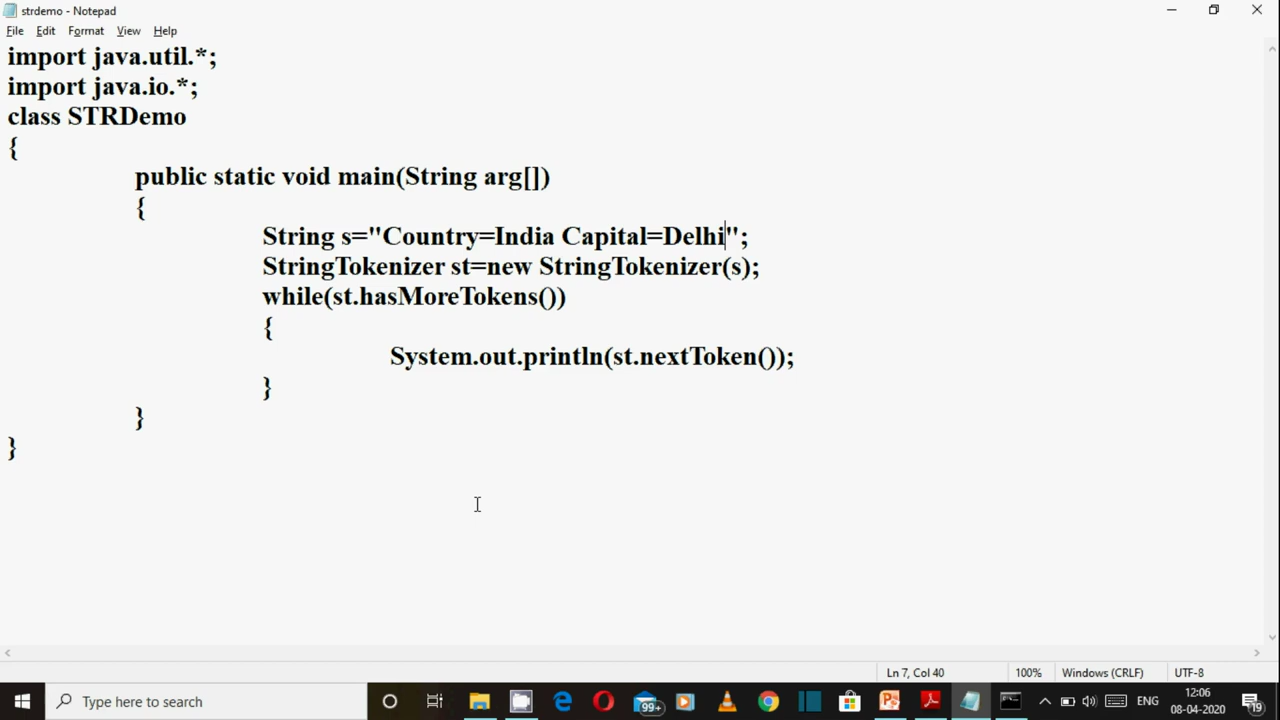 strdemo - Notepad
File Edit Format View Help
import java.util.*;
import java.io.*;
class STRDemo
{
public static void main(String arg[])
{
String s="Country=India Capital=Delhi";
StringTokenizer st=new StringTokenizer(s);
while(st.hasMoreTokens())
{
System.out.println(st.nextToken());
}
}
}
Ln 7, Col 40 100% Windows (CRLF) UTF-8
Type here to search 99+ ENG 12:06
08-04-2020 19